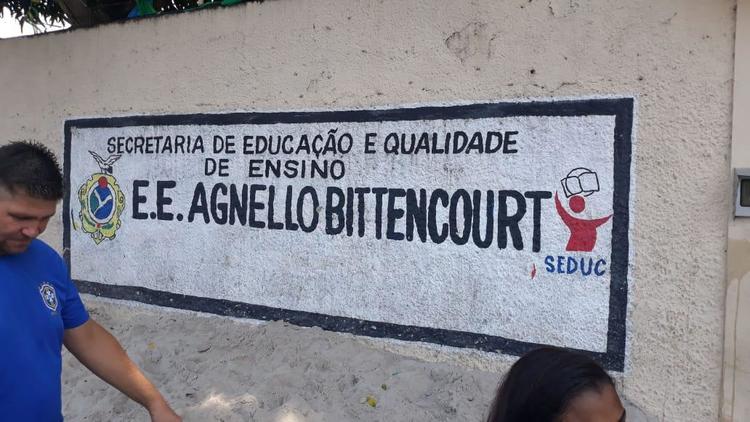 SECRETARIA DE EDUCAÇÃO E QUALIDADE
DE ENSINO
E.E. AGNELLO BITTENCOURT
SEDUC